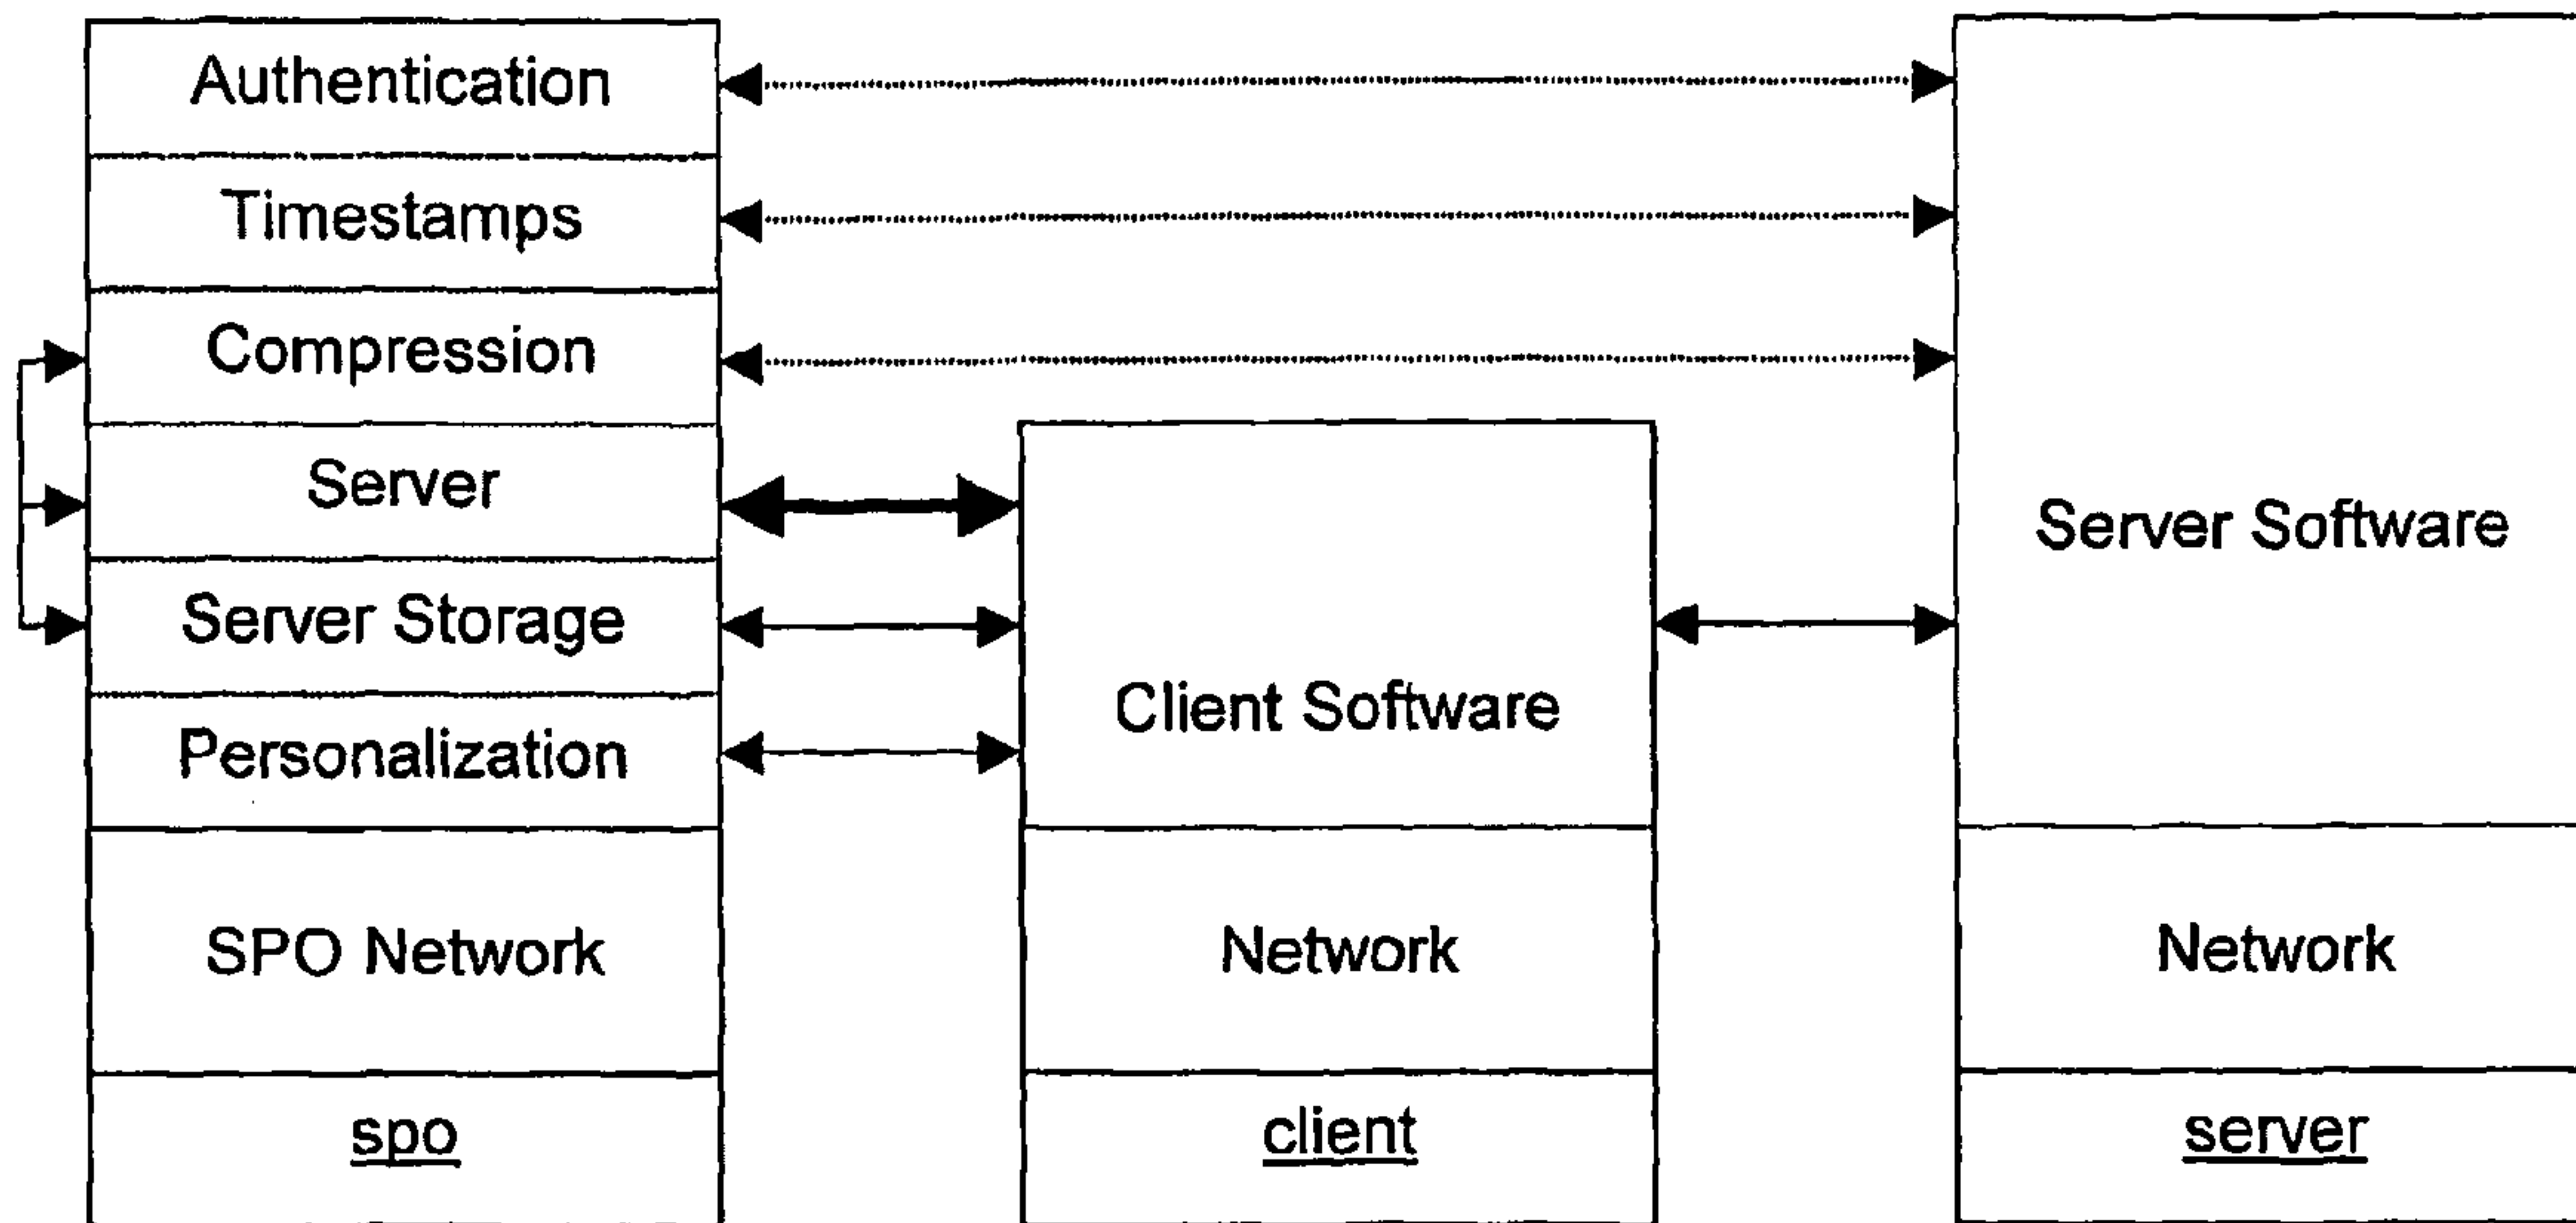 Authentication
Timestamps
Compression
Server
Server Storage
Personalization
SPO Network
spo
Client Software
Network
client
Server Software
Network
server